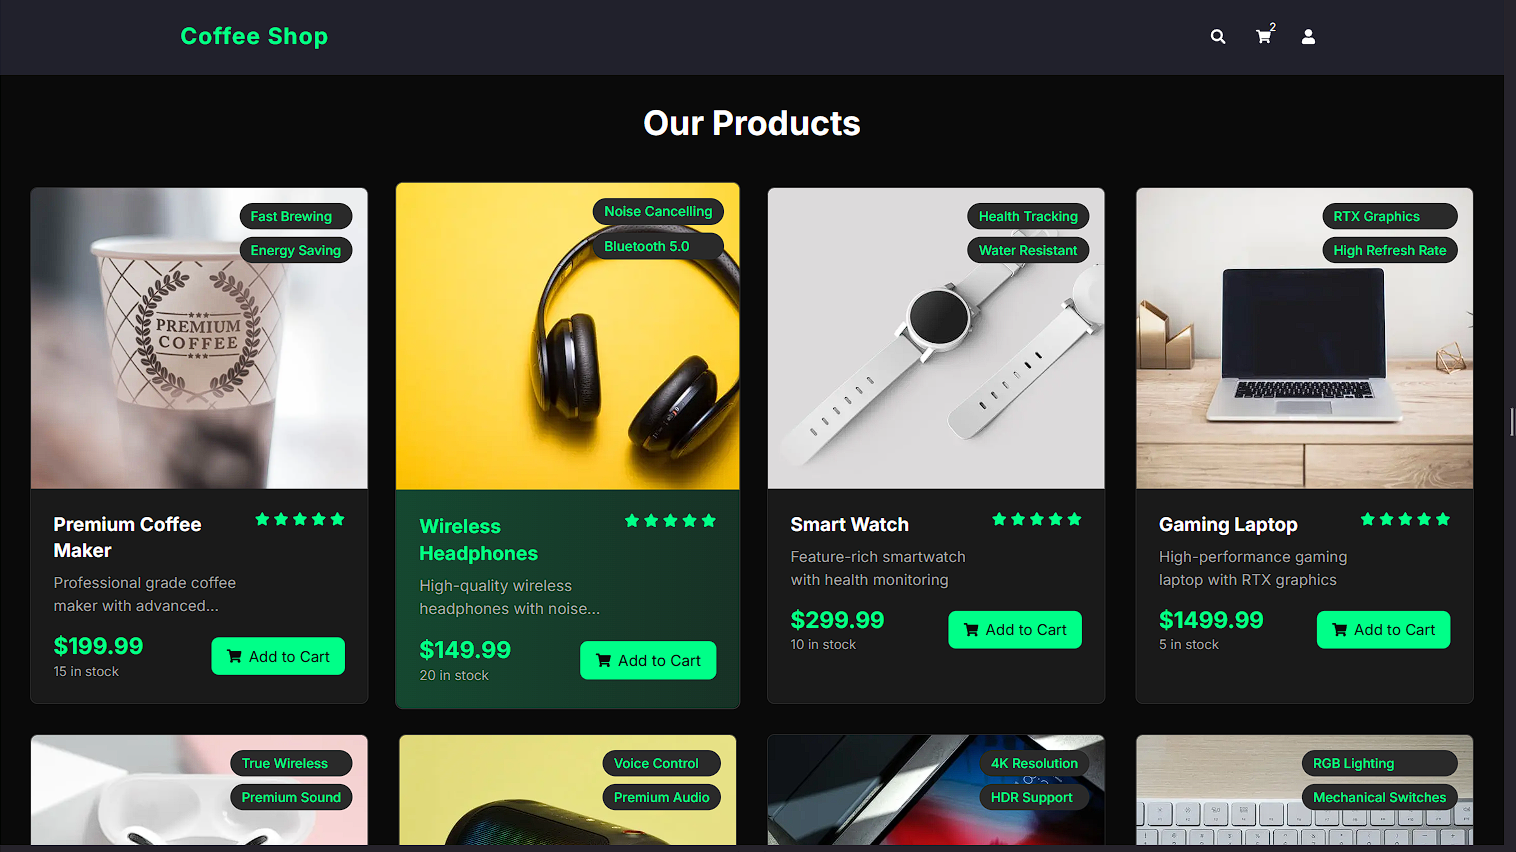 Coffee Shop
2
Our Products
Fast Brewing
Energy Saving
PREMIUM
COFFEE
Premium Coffee
Maker
Professional grade coffee
maker with advanced...
$199.99
15 in stock
Add to Cart
Noise Cancelling
Bluetooth 5.0
Wireless
Headphones
High-quality wireless
headphones with noise...
$149.99
20 in stock
Add to Cart
Health Tracking
Water Resistant
Smart Watch
Feature-rich smartwatch
with health monitoring
$299.99
10 in stock
Add to Cart
RTX Graphics
High Refresh Rate
Gaming Laptop
High-performance gaming
laptop with RTX graphics
$1499.99
5 in stock
Add to Cart
True Wireless
Premium Sound
Voice Control
Premium Audio
4K Resolution
HDR Support
RGB Lighting
Mechanical Switches